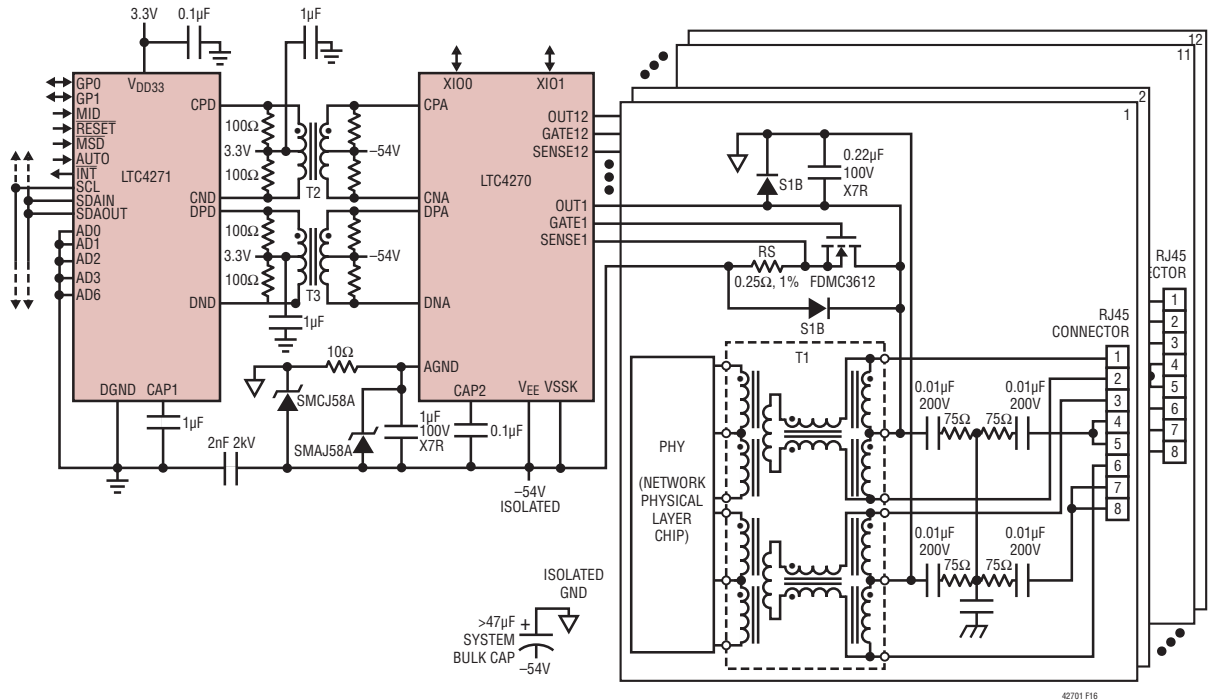 3.3V
0.1µF
1µF
VDD33
GP0
GP1
MID
RESET
MSD
AUTO
INT
SCL
SDAIN
SDAOUT
AD0
AD1
AD2
AD3
AD6
LTC4271
CPD
CND
DPD
DND
DGND
CAP1
1µF
100Ω
3.3V
100Ω
T2
–54V
100Ω
3.3V
100Ω
T3
–54V
1µF
XIO0
XIO1
CPA
LTC4270
CNA
DPA
DNA
AGND
CAP2
VEE
VSSK
OUT12
GATE12
SENSE12
OUT1
GATE1
SENSE1
10Ω
SMCJ58A
SMAJ58A
1µF
100V
X7R
0.1µF
2nF 2kV
–54V
ISOLATED
ISOLATED
GND
>47µF
+
SYSTEM
BULK CAP
–54V
12
11
2
1
S1B
0.22µF
100V
X7R
RS
0.25Ω, 1%
FDMC3612
S1B
T1
PHY
(NETWORK
PHYSICAL
LAYER
CHIP)
0.01µF
200V
75Ω
75Ω
0.01µF
200V
0.01µF
200V
75Ω
75Ω
0.01µF
200V
RJ45
CONNECTOR
1
2
3
4
5
6
7
8
RJ45
ECTOR
1
2
3
4
5
6
7
8
42701 F16